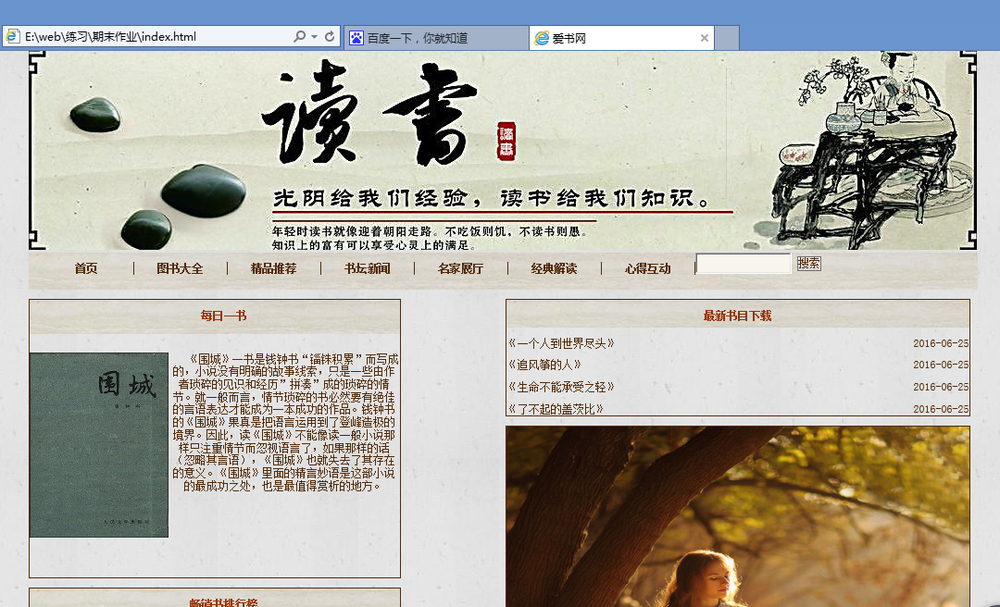 E:\web\练习\期末作业\index.html
百度一下，你就知道
爱书网
讀書
讀書
光阴给我们经验，读书给我们知识。
年轻时读书就像迎着朝阳走路。不吃饭则饥，不读书则愚。
知识上的富有可以享受心灵上的满足。
首页 图书大全 精品推荐 书坛新闻 名家展厅 经典解读 心得互动 搜索
每日一书
围城
《围城》一书是钱钟书“锱铢积累”而写成
的，小说没有明确的故事线索，只是一些由作
者琐碎的见识和经历”拼凑”成的琐碎的情
节。就一般而言，情节琐碎的书必然要有绝佳
的言语表达才能成为一本成功的作品。钱钟书
的《围城》果真是把语言运用到了登峰造极的
境界。因此，读《围城》不能像读一般小说那
样只注重情节而忽视语言了，如果那样的话
（忽略其言语），《围城》也就失去了其存在
的意义。《围城》里面的精言妙语是这部小说
的最成功之处，也是最值得赏析的地方。
最新书目下载
《一个人到世界尽头》 2016-06-25
《追风筝的人》 2016-06-25
《生命不能承受之轻》 2016-06-25
《了不起的盖茨比》 2016-06-25
畅销书排行榜